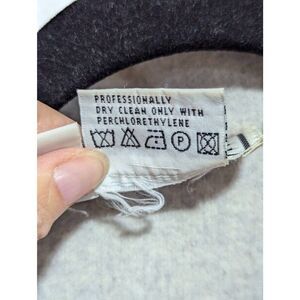 PROFESSIONALLY
DRY CLEAN ONLY WITH
PERCHLORETHYLENE
P